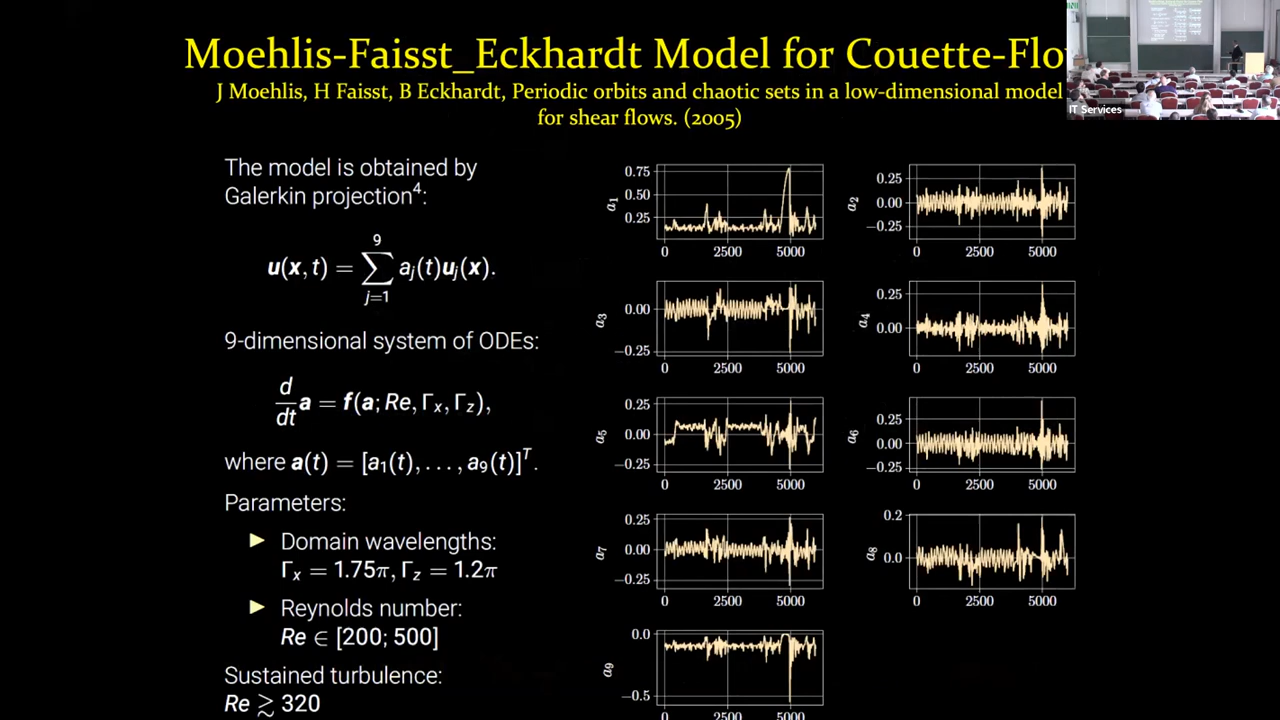 Moehlis-Faisst_Eckhardt Model for Couette-Flo
J Moehlis, H Faisst, B Eckhardt, Periodic orbits and chaotic sets in a low-dimensional model
for shear flows. (2005)
IT Services
The model is obtained by
Galerkin projection⁴:
u(x, t) = ∑_{j=1}^{9} a_j(t)u_j(x).
9-dimensional system of ODEs:
d/dt a = f(a; Re, Γ_x, Γ_z),
where a(t) = [a₁(t), . . . , a₉(t)]^T.
Parameters:
► Domain wavelengths:
Γ_x = 1.75π, Γ_z = 1.2π
► Reynolds number:
Re ∈ [200; 500]
Sustained turbulence:
Re ≳ 320
a₁
0.75
0.50
0.25
0 2500 5000
a₂
0.25
0.00
−0.25
0 2500 5000
a₃
0.00
−0.25
0 2500 5000
a₄
0.25
0.00
0 2500 5000
a₅
0.25
0.00
−0.25
0 2500 5000
a₆
0.25
0.00
−0.25
0 2500 5000
a₇
0.25
0.00
−0.25
0 2500 5000
a₈
0.2
0.0
0 2500 5000
a₉
0.0
−0.5
0 2500 5000